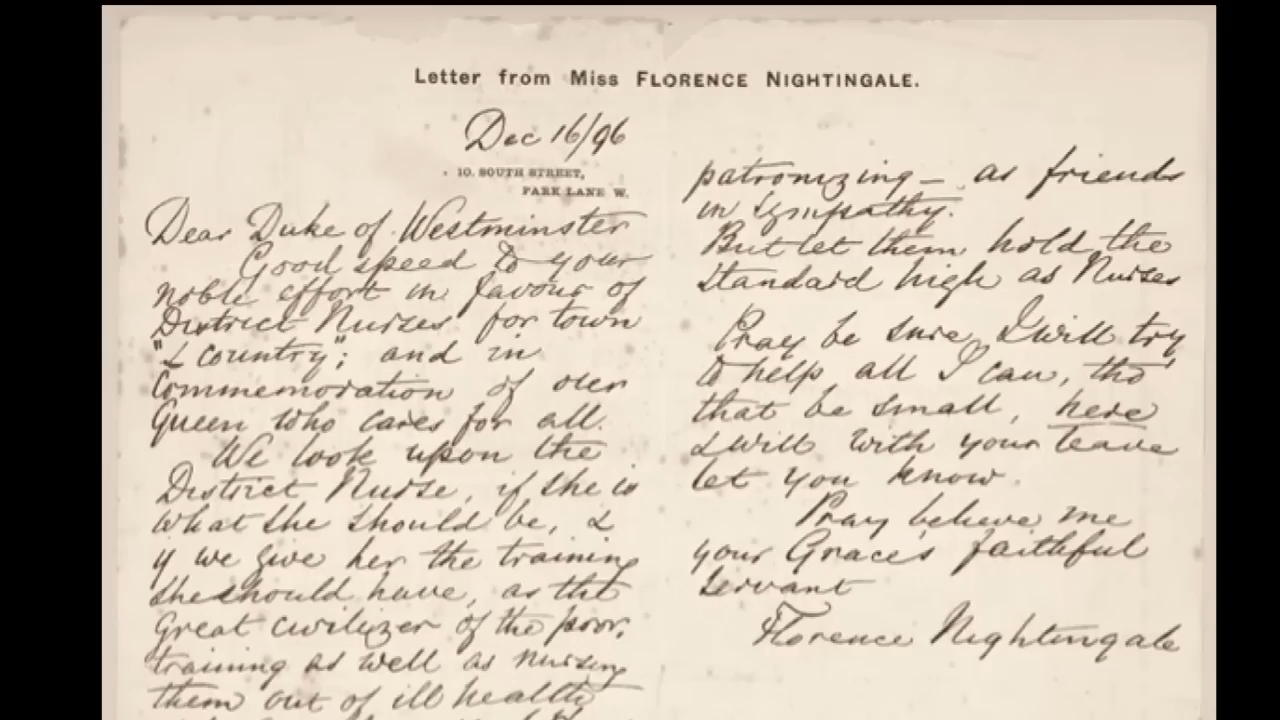 Letter from Miss FLORENCE NIGHTINGALE.
Dec 16/96
10. SOUTH STREET,
PARK LANE W.
Dear Duke of Westminster
Good speed to your
noble effort in favour of
District Nurses for town
"& country"; and in
Commemoration of our
Queen who cares for all.
We look upon the
District Nurse, if she is
what she should be, &
if we give her the training
she should have, as the
Great civilizer of the poor,
training as well as nursing
them out of ill health
patronizing – as friends
in sympathy.
But let them hold the
standard high as Nurses
Pray be sure I will try
to help all I can, tho'
that be small, here
I will with your leave
let you know.
Pray believe me
your Grace's faithful
servant
Florence Nightingale